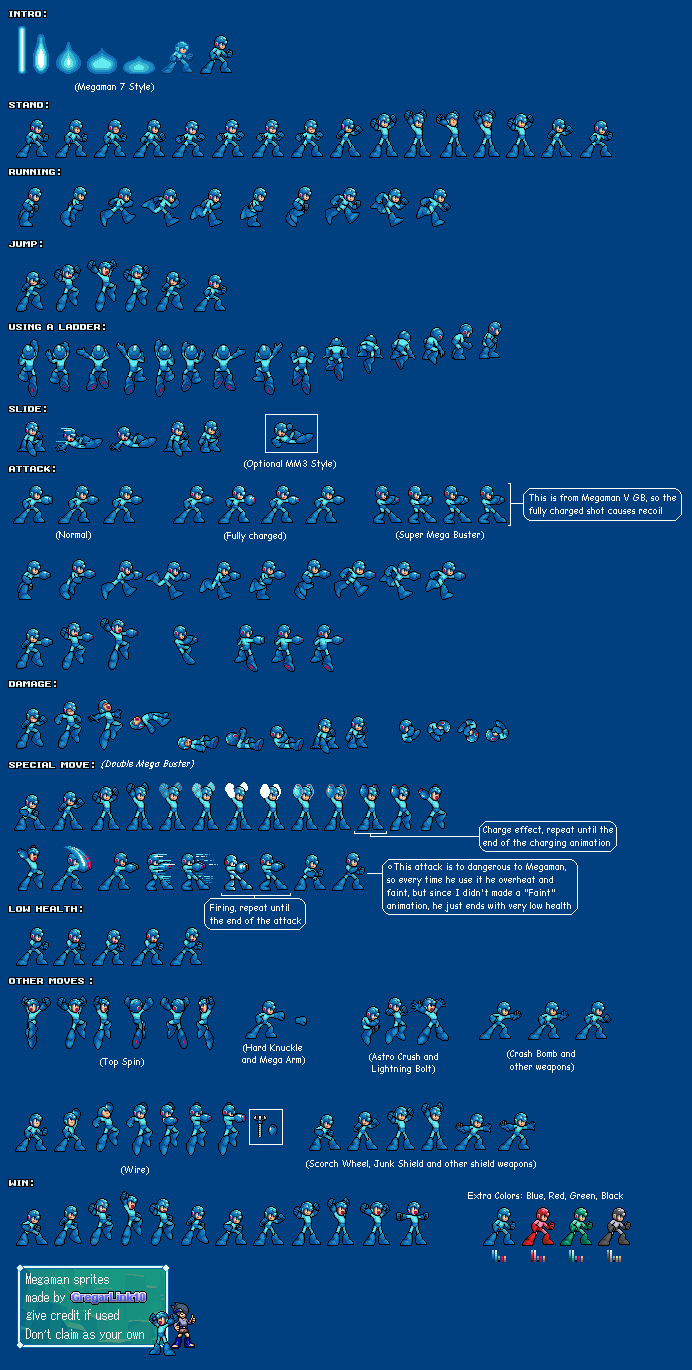 INTRO:
(Megaman 7 Style)
STAND:
RUNNING:
JUMP:
USING A LADDER:
SLIDE:
(Optional MM3 Style)
ATTACK:
(Normal)
(Fully charged)
(Super Mega Buster)
This is from Megaman V GB, so the
fully charged shot causes recoil
DAMAGE:
SPECIAL MOVE: (Double Mega Buster)
Charge effect, repeat until the
end of the charging animation
This attack is to dangerous to Megaman,
so every time he use it he overheat and
faint, but since I didn't made a "Faint"
animation, he just ends with very low health
Firing, repeat until
the end of the attack
LOW HEALTH:
OTHER MOVES :
(Top Spin)
(Hard Knuckle
and Mega Arm)
(Astro Crush and
Lightning Bolt)
(Crash Bomb and
other weapons)
(Wire)
(Scorch Wheel, Junk Shield and other shield weapons)
WIN:
Extra Colors: Blue, Red, Green, Black
Megaman sprites
made by GregarLink10
give credit if used
Don't claim as your own